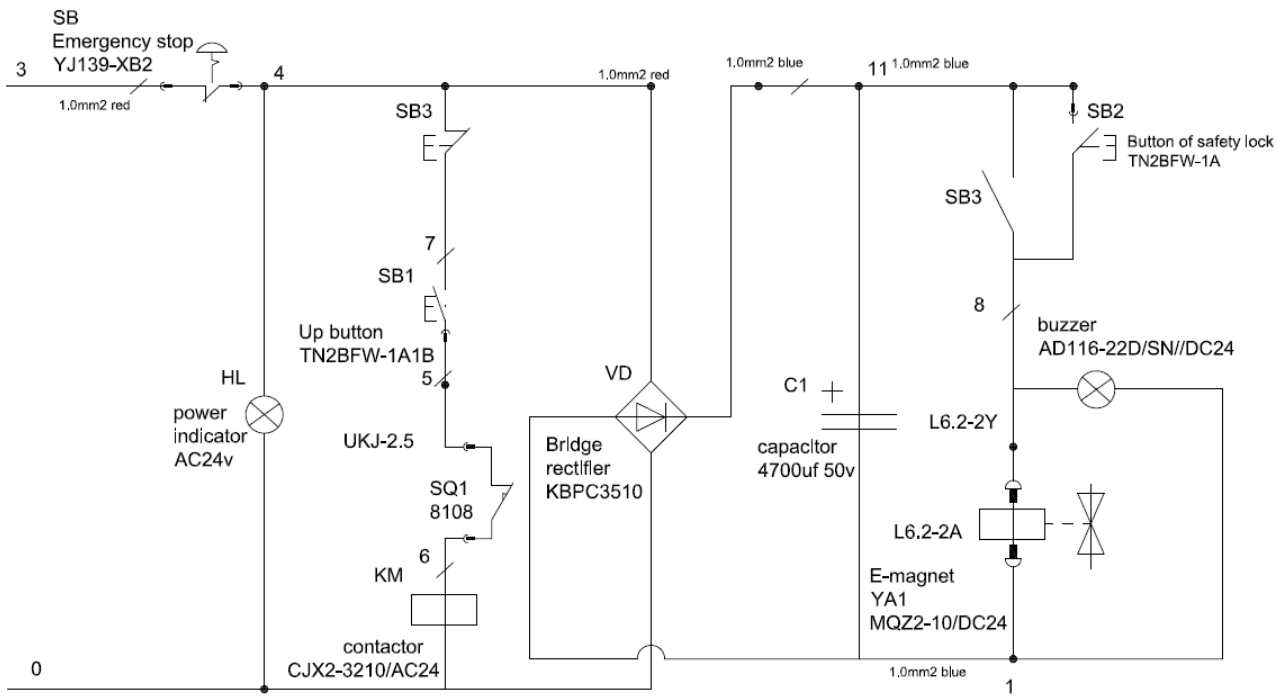 SB
Emergency stop
YJ139-XB2
3
1.0mm2 red
4
1.0mm2 red
1.0mm2 blue
11
1.0mm2 blue
SB3
SB2
Button of safety lock
TN2BFW-1A
SB3
7
SB1
Up button
TN2BFW-1A1B
5
8
buzzer
AD116-22D/SN//DC24
HL
power
indicator
AC24v
VD
Bridge
rectifier
KBPC3510
C1
+
capacitor
4700uf 50v
L6.2-2Y
UKJ-2.5
SQ1
8108
6
KM
contactor
CJX2-3210/AC24
L6.2-2A
E-magnet
YA1
MQZ2-10/DC24
0
1.0mm2 blue
1